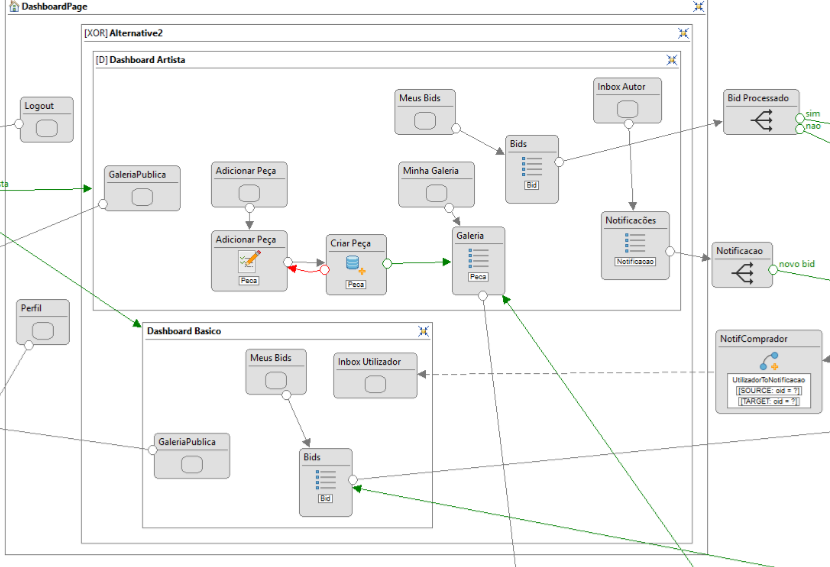 DashboardPage
[XOR] Alternative2
[D] Dashboard Artista
Logout
Meus Bids
Inbox Autor
Bid Processado
sim
nao
Bids
Bid
GaleriaPublica
Adicionar Peça
Minha Galeria
ta
Adicionar Peça
Peca
Criar Peça
Peca
Galeria
Peca
Notificacões
Notificacao
Notificacao
novo bid
Perfil
Dashboard Basico
NotifComprador
UtilizadorToNotificacao
[SOURCE: oid = ?]
[TARGET: oid = ?]
Meus Bids
Inbox Utilizador
GaleriaPublica
Bids
Bid